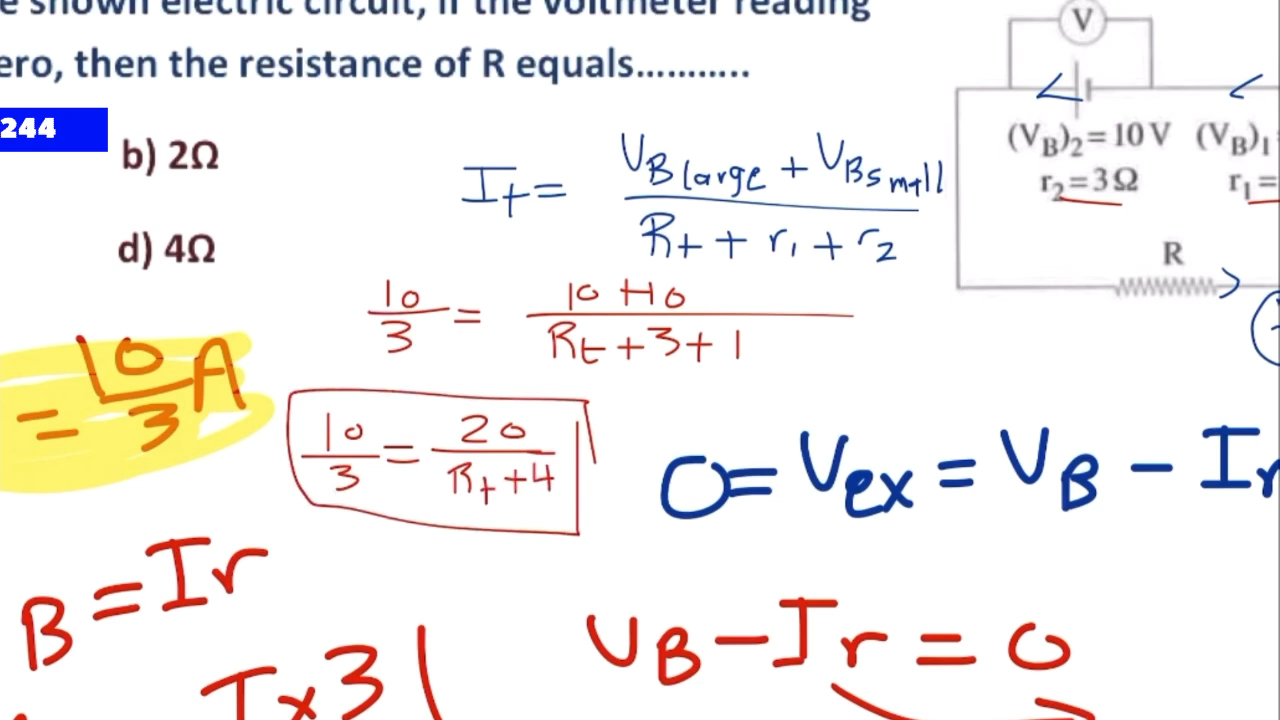 e shown electric circuit, if the voltmeter reading
ero, then the resistance of R equals...........
244
b) 2Ω
d) 4Ω
V
(V_B)_2 = 10 V (V_B)_1
r_2 = 3 Ω r_1 =
R
I_t = (V_B large + V_B small) / (R_t + r_1 + r_2)
10/3 = (10 + 10) / (R_t + 3 + 1)
= 10/3 A
10/3 = 20 / (R_t + 4)
0 = V_ex = V_B - Ir
B = Ir
V_B - Ir = 0
I x 3